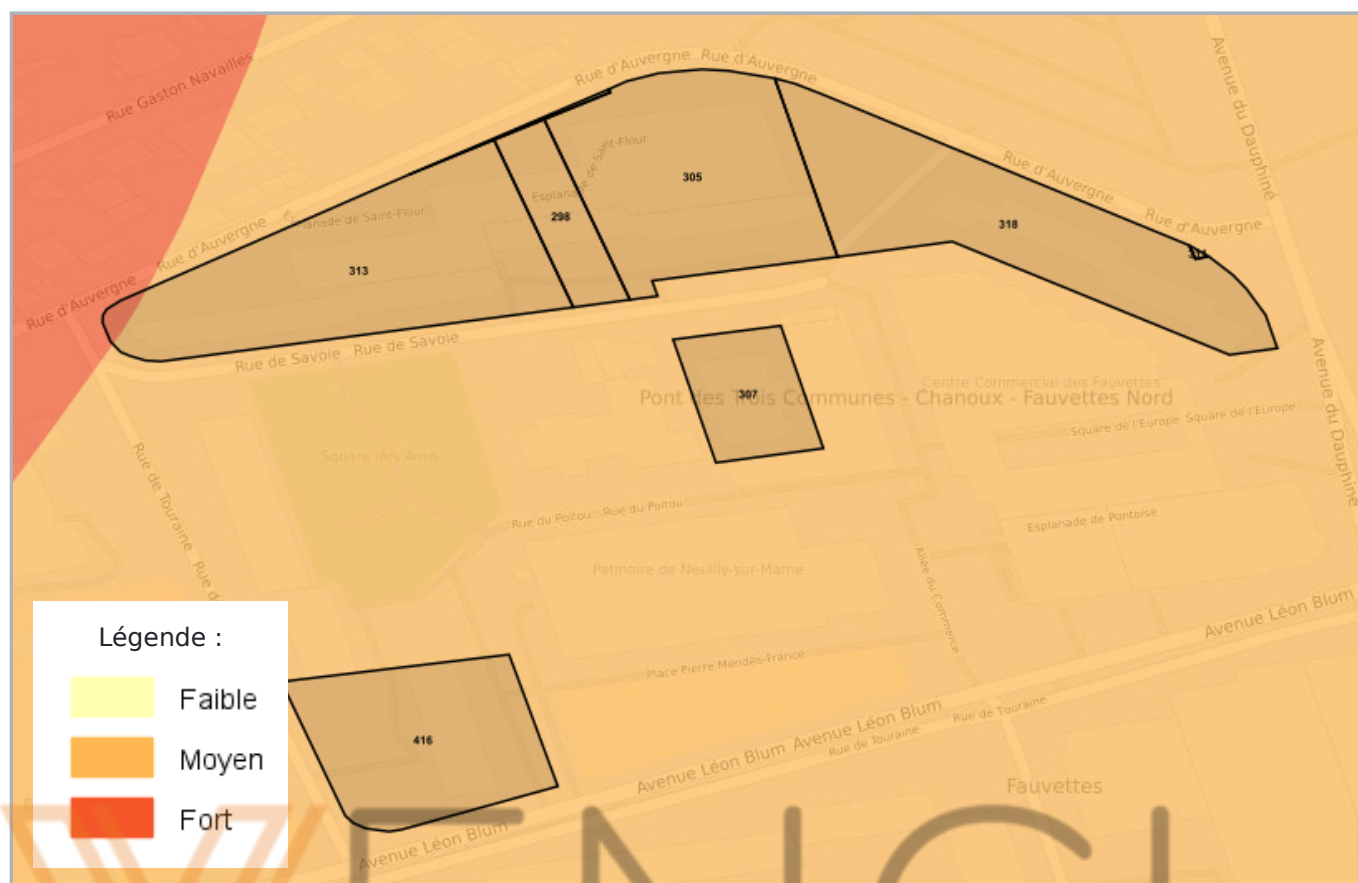 Rue Gaston Navailles
Rue d'Auvergne Rue d'Auvergne
Avenue du Dauphiné
Esplanade de Saint-Flour
305
298
Rue d'Auvergne
Rue d'Auvergne
318
Esplanade de Saint-Flour
Rue d'Auvergne
Rue d'Auvergne
313
Rue de Savoie Rue de Savoie
307
Centre Commercial des Fauvettes
Pont des Trois Communes - Chanoux - Fauvettes Nord
Square de l'Europe Square de l'Europe
Avenue du Dauphiné
Square des Amis
Rue de Touraine
Rue du Poitou Rue du Poitou
Esplanade de Pontoise
Patinoire de Neuilly-sur-Marne
Allée du Commerce
Avenue Léon Blum
Place Pierre Mendès-France
Légende :
Faible
Moyen
Fort
416
Avenue Léon Blum Avenue Léon Blum
Rue de Touraine
Rue de Touraine
Fauvettes
Avenue Léon Blum